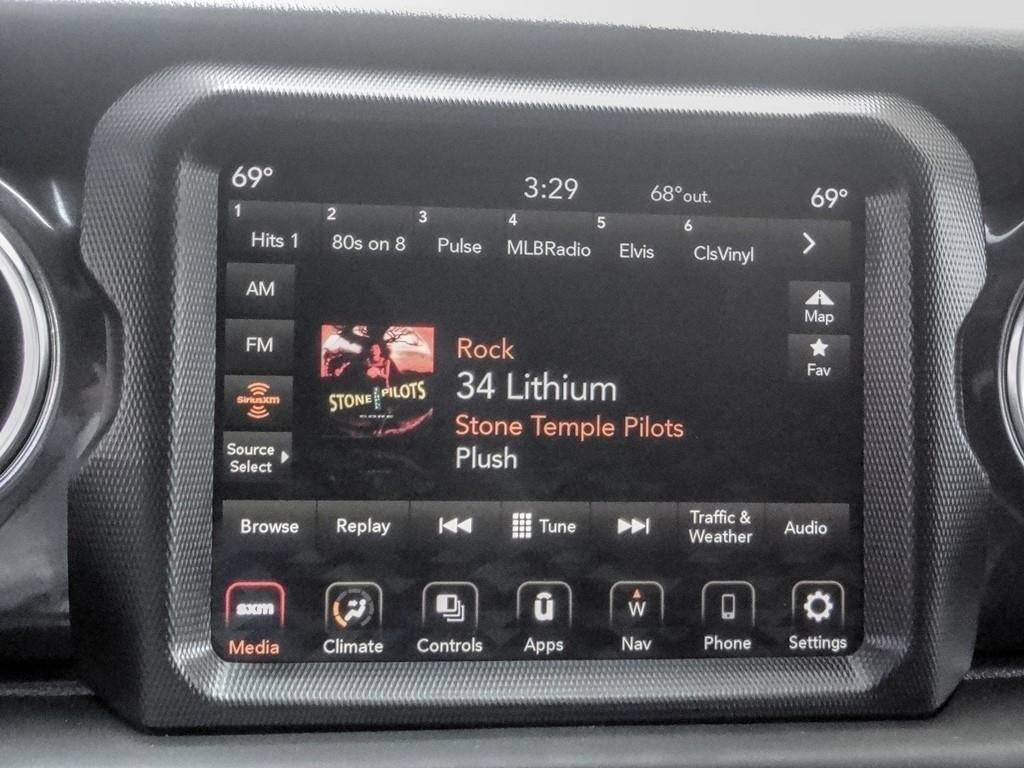 69°
3:29
68°out.
69°
1 Hits 1
2 80s on 8
3 Pulse
4 MLBRadio
5 Elvis
6 ClsVinyl
AM
FM
SiriusXM
Source
Select
Map
Fav
STONE TEMPLE PILOTS
CORE
Rock
34 Lithium
Stone Temple Pilots
Plush
Browse
Replay
Tune
Traffic &
Weather
Audio
sxm
Media
Climate
Controls
Apps
W
Nav
Phone
Settings